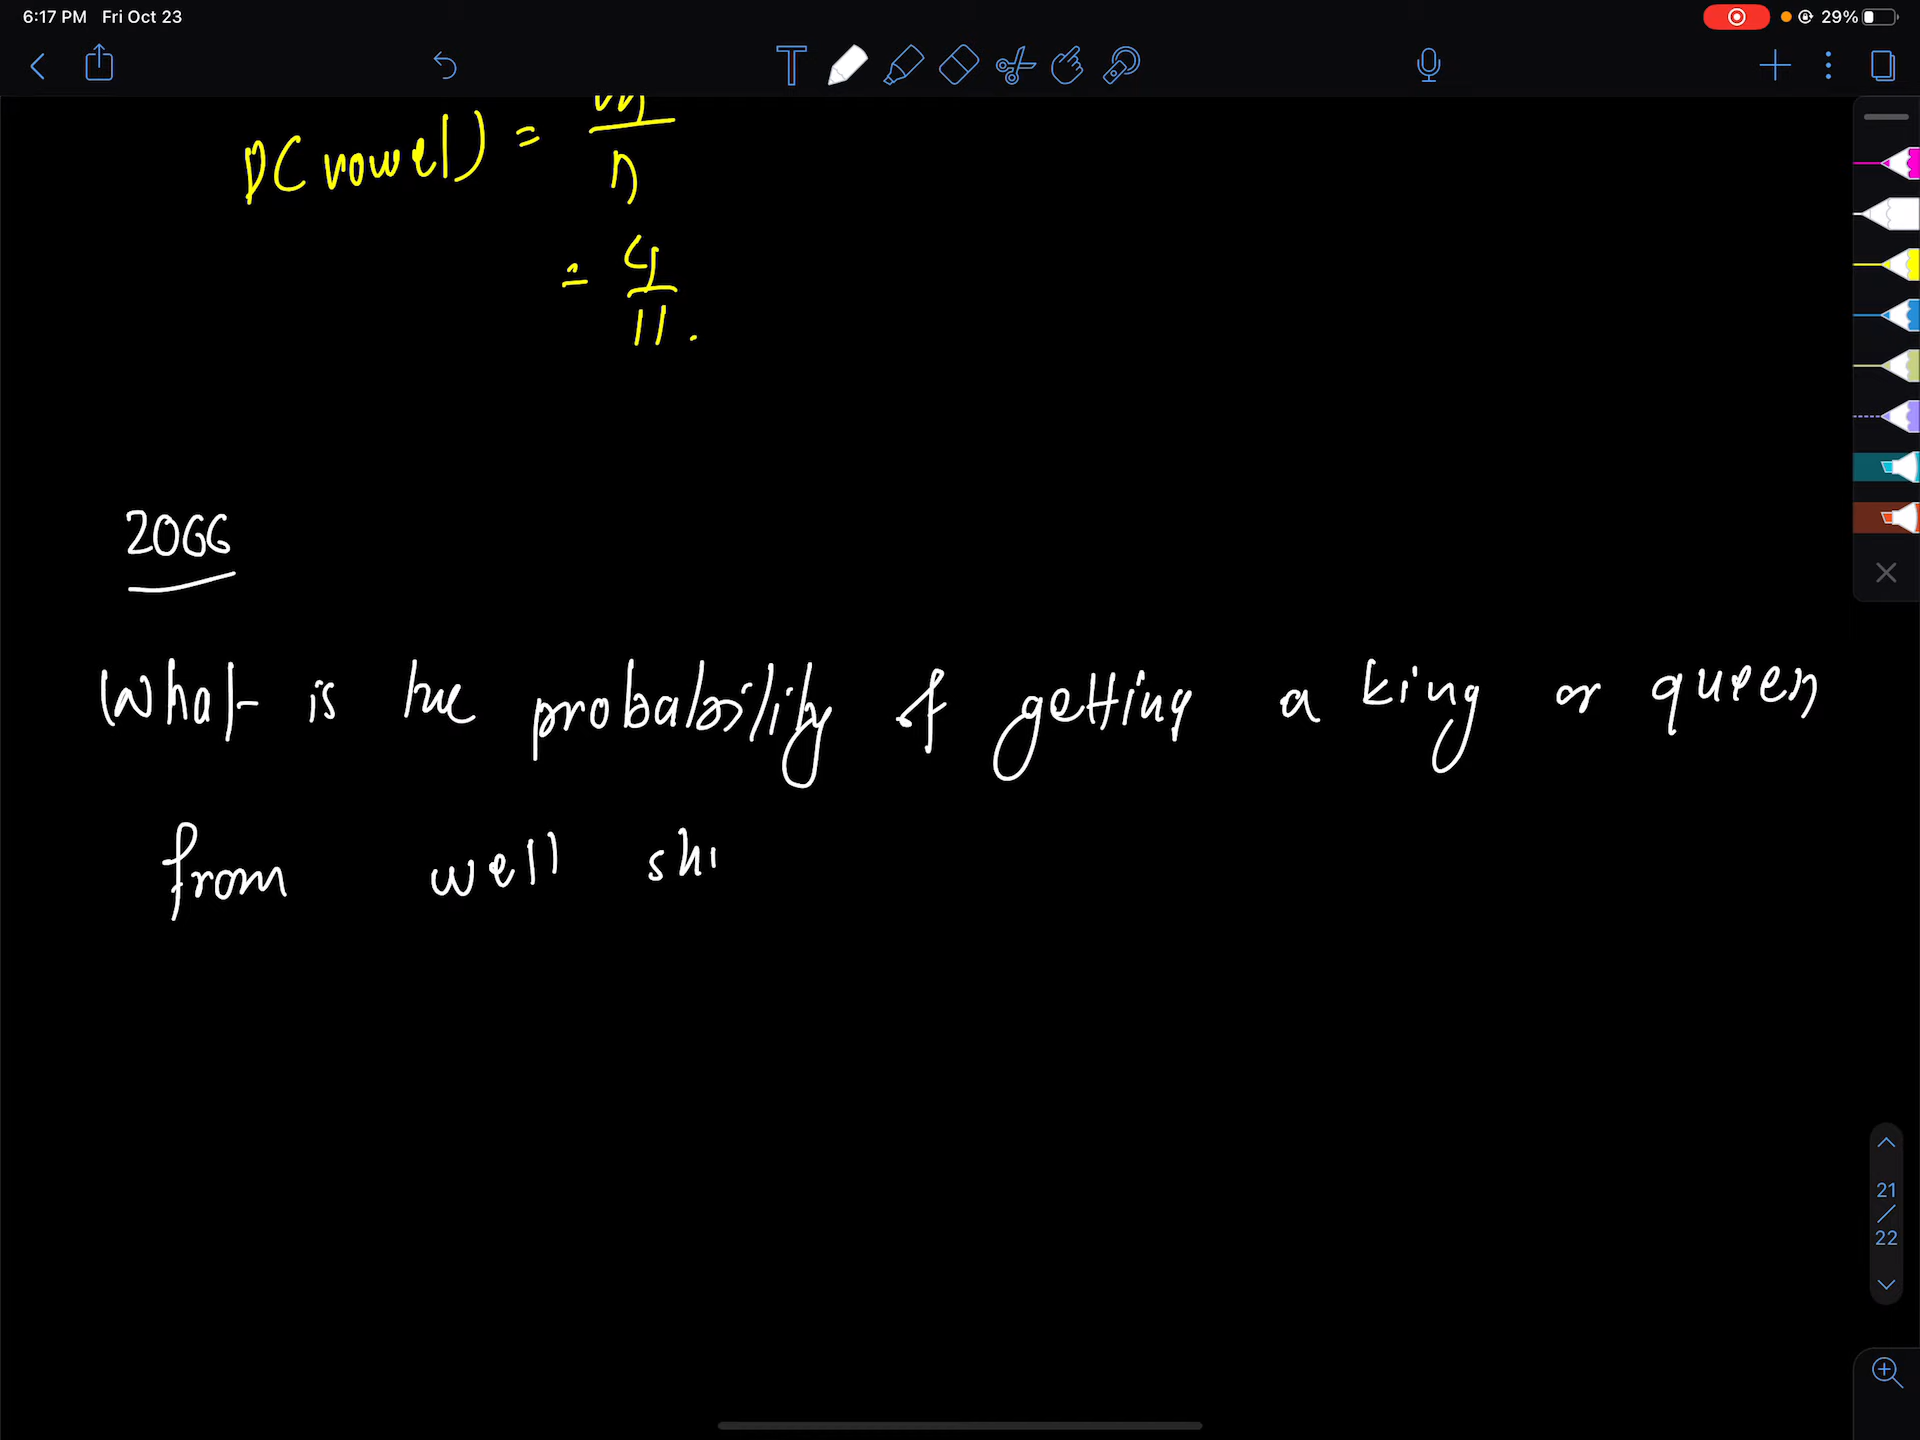 6:17 PM Fri Oct 23
29%
P(vowel) = m/n
= 4/11.
2066
What is the probability of getting a king or queen
from well sh
21
/
22